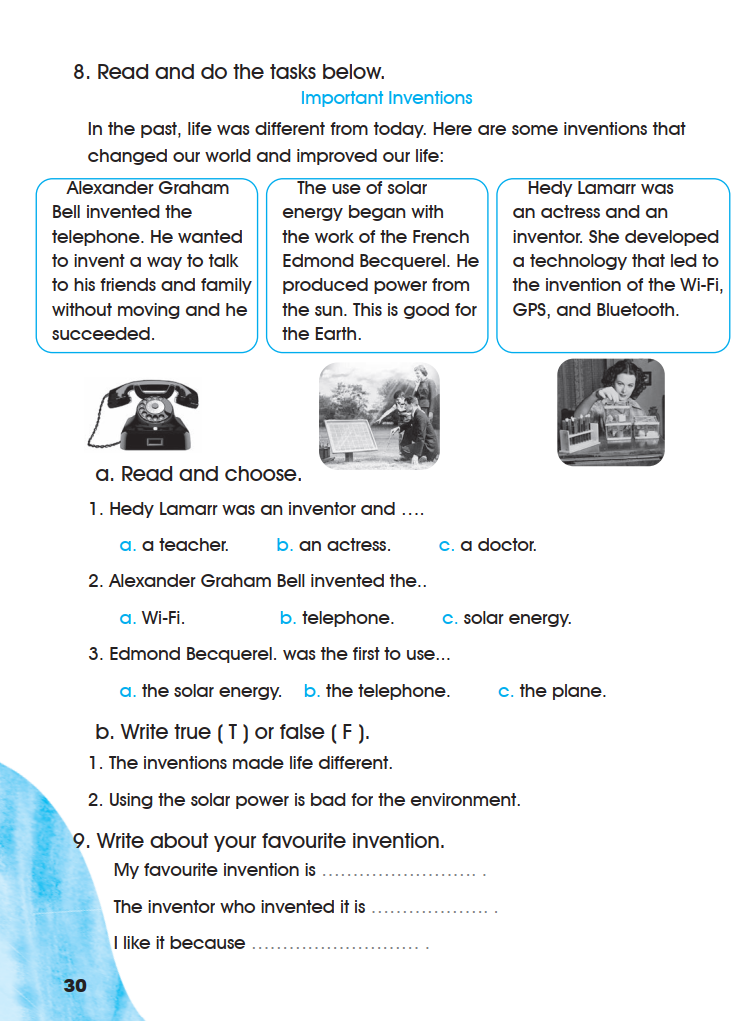 8. Read and do the tasks below.
Important Inventions
In the past, life was different from today. Here are some inventions that
changed our world and improved our life:
Alexander Graham
Bell invented the
telephone. He wanted
to invent a way to talk
to his friends and family
without moving and he
succeeded.
The use of solar
energy began with
the work of the French
Edmond Becquerel. He
produced power from
the sun. This is good for
the Earth.
Hedy Lamarr was
an actress and an
inventor. She developed
a technology that led to
the invention of the Wi-Fi,
GPS, and Bluetooth.
a. Read and choose.
1. Hedy Lamarr was an inventor and ....
a. a teacher. b. an actress. c. a doctor.
2. Alexander Graham Bell invented the..
a. Wi-Fi. b. telephone. c. solar energy.
3. Edmond Becquerel. was the first to use...
a. the solar energy. b. the telephone. c. the plane.
b. Write true ( T ) or false ( F ).
1. The inventions made life different.
2. Using the solar power is bad for the environment.
9. Write about your favourite invention.
My favourite invention is ......................... .
The inventor who invented it is ................... .
I like it because ........................... .
30